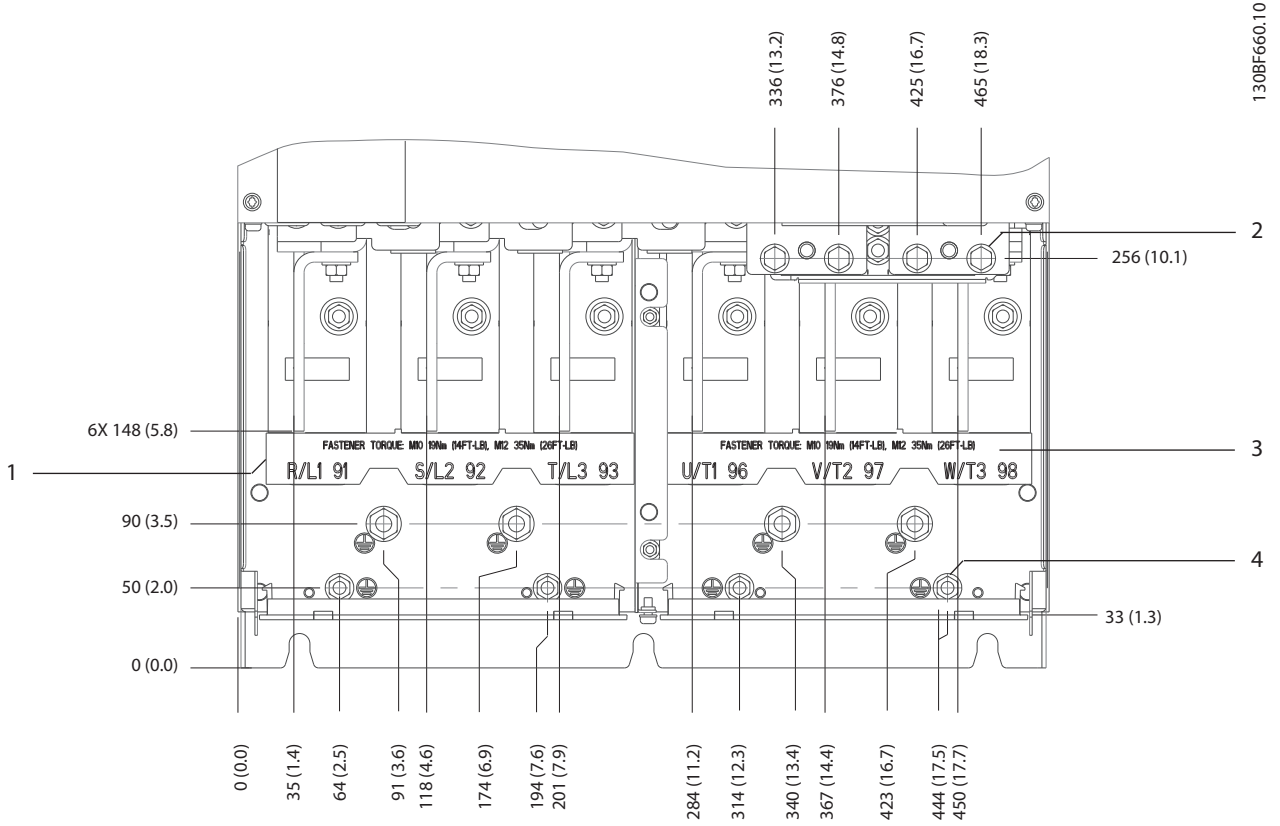 130BF660.10
336 (13.2)
376 (14.8)
425 (16.7)
465 (18.3)
2
256 (10.1)
6X 148 (5.8)
1
FASTENER TORQUE: M10 19Nm (14FT-LB), M12 35Nm (26FT-LB)
FASTENER TORQUE: M10 19Nm (14FT-LB), M12 35Nm (26FT-LB)
3
R/L1 91
S/L2 92
T/L3 93
U/T1 96
V/T2 97
W/T3 98
90 (3.5)
50 (2.0)
4
33 (1.3)
0 (0.0)
0 (0.0)
35 (1.4)
64 (2.5)
91 (3.6)
118 (4.6)
174 (6.9)
194 (7.6)
201 (7.9)
284 (11.2)
314 (12.3)
340 (13.4)
367 (14.4)
423 (16.7)
444 (17.5)
450 (17.7)